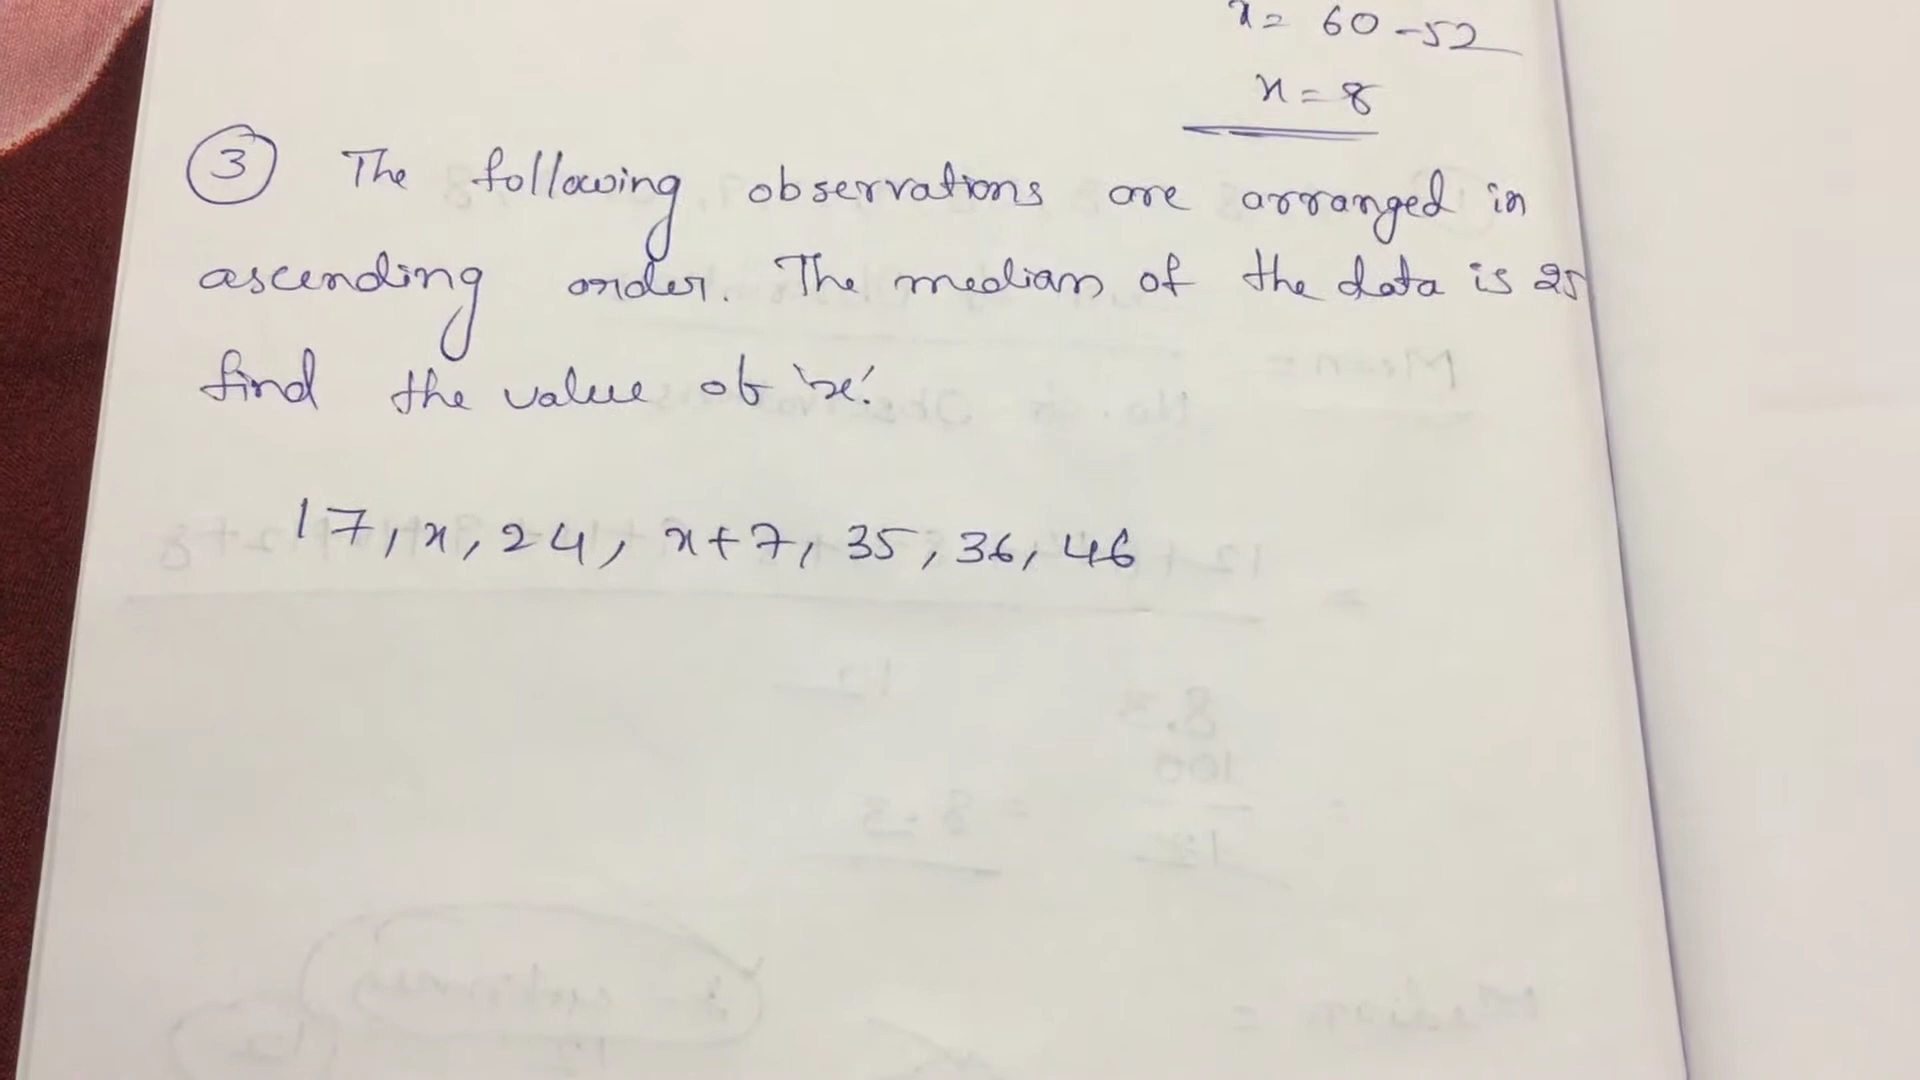 x = 60 - 52
x = 8
3 The following observations are arranged in
ascending order. The median of the data is 25
find the value of 'x'.
17, x, 24, x+7, 35, 36, 46